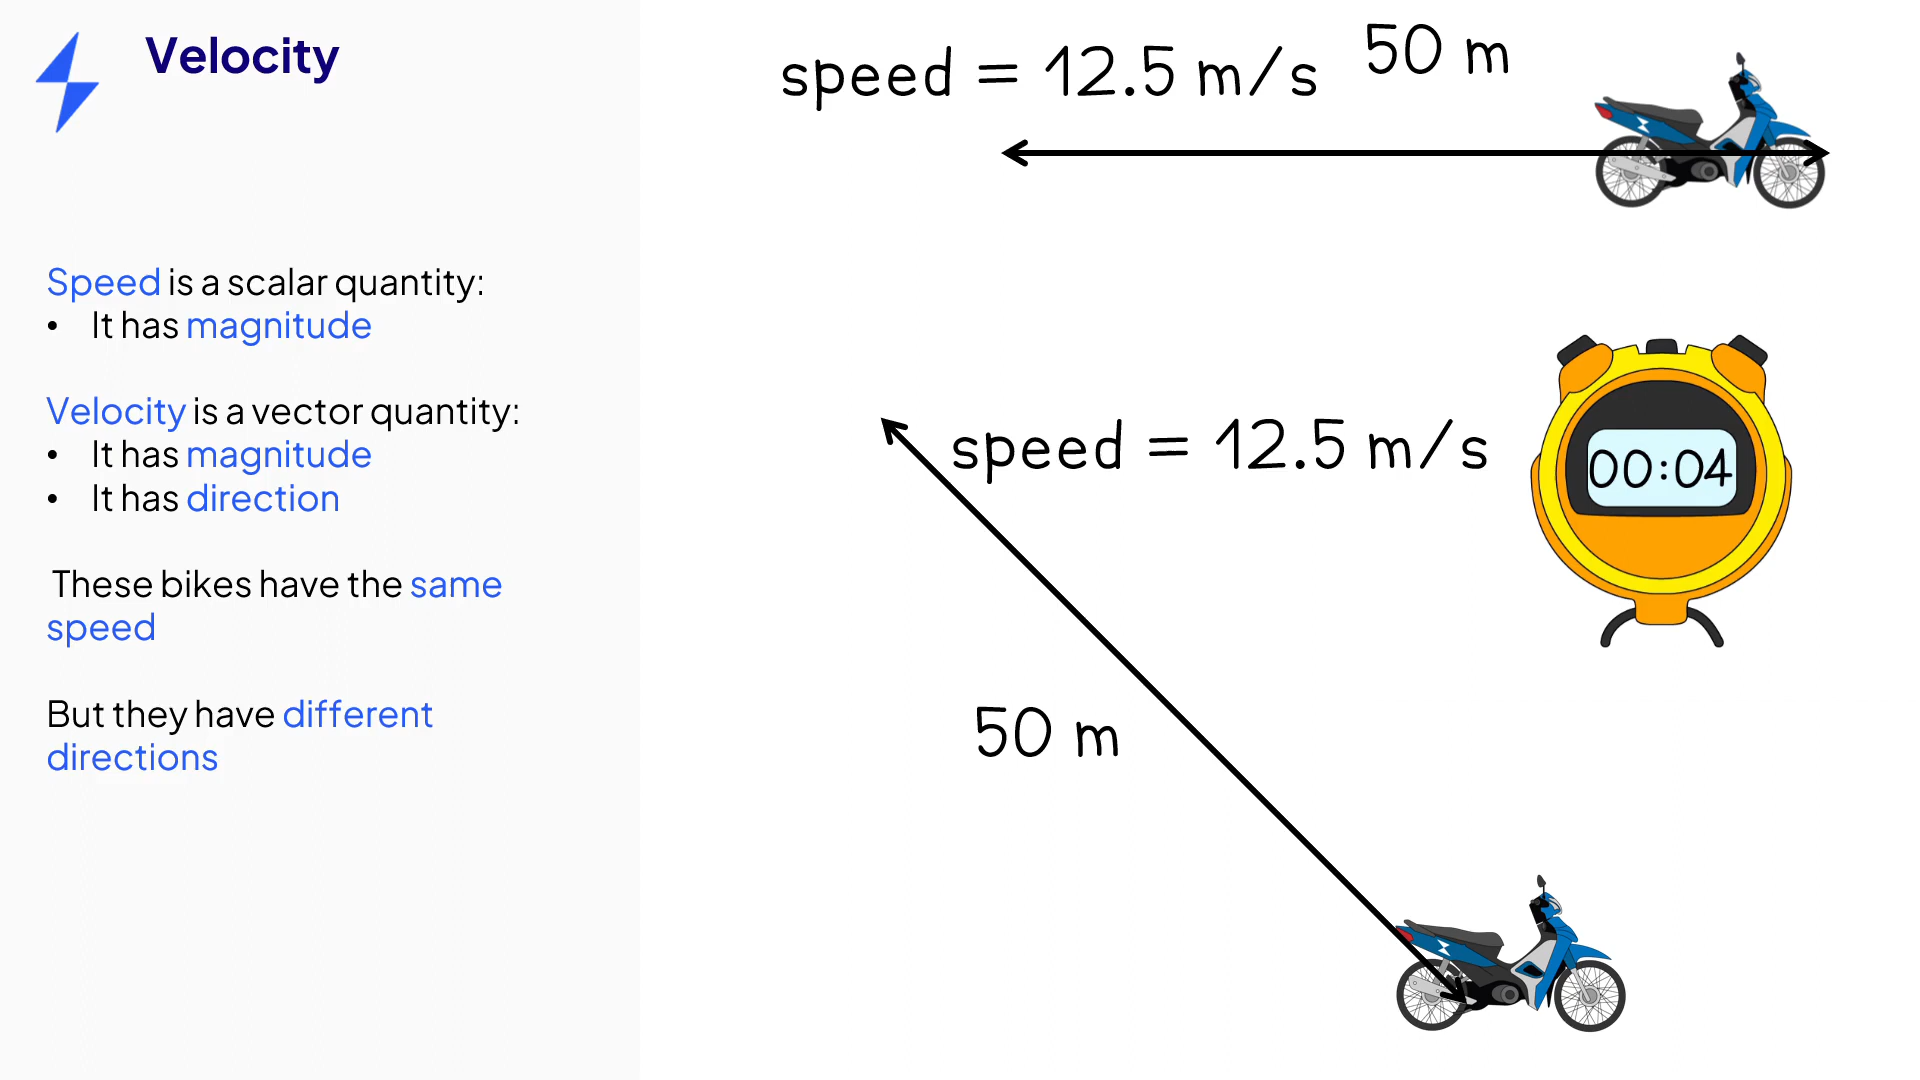 Velocity
Speed is a scalar quantity:
• It has magnitude
Velocity is a vector quantity:
• It has magnitude
• It has direction
These bikes have the same
speed
But they have different
directions
speed = 12.5 m/s
50 m
speed = 12.5 m/s
00:04
50 m